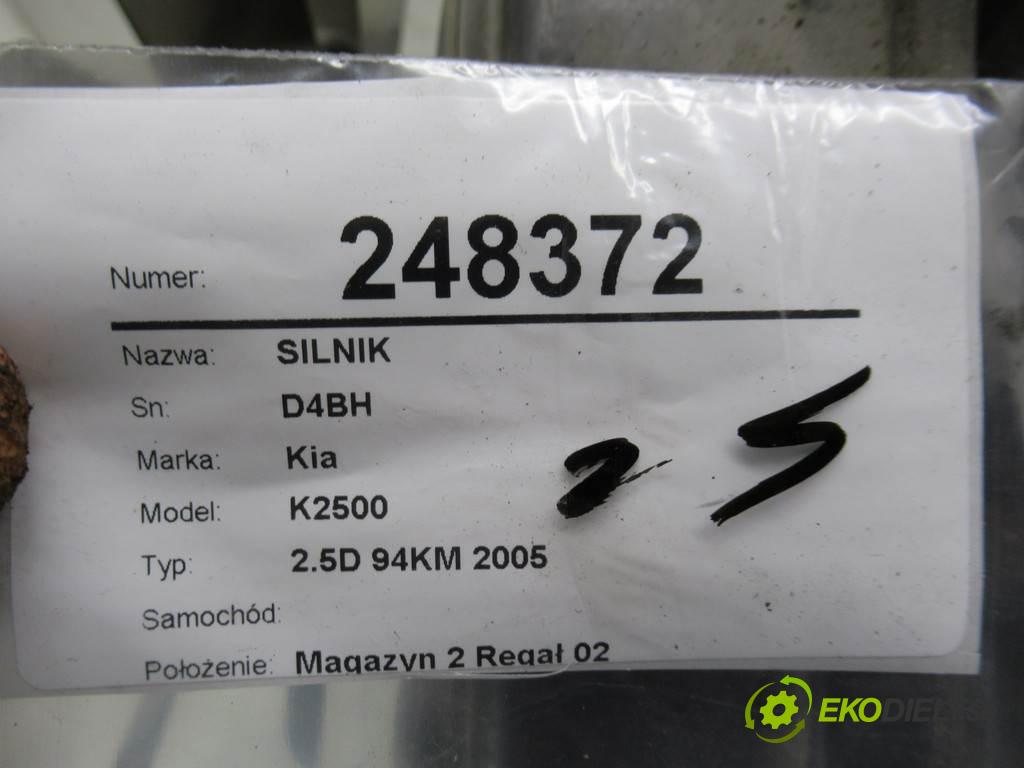 Numer: 248372
Nazwa: SILNIK
Sn: D4BH
Marka: Kia
Model: K2500
Typ: 2.5D 94KM 2005
Samochód:
Położenie: Magazyn 2 Regał 02
25